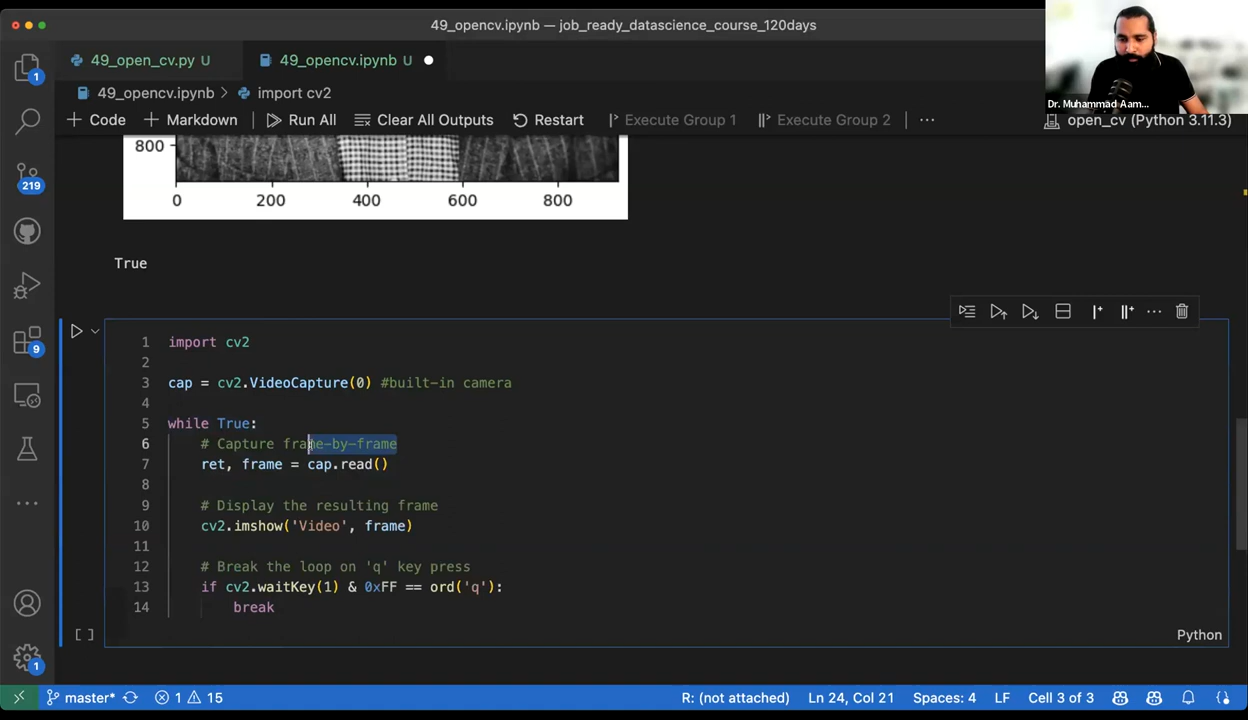 49_opencv.ipynb — job_ready_datascience_course_120days
49_open_cv.py U
49_opencv.ipynb U
49_opencv.ipynb > import cv2
Dr. Muhammad Aam...
+ Code + Markdown Run All Clear All Outputs Restart Execute Group 1 Execute Group 2 ... open_cv (Python 3.11.3)
1
219
9
1
800
0 200 400 600 800
True
1 import cv2
2
3 cap = cv2.VideoCapture(0) #built-in camera
4
5 while True:
6 # Capture frame-by-frame
7 ret, frame = cap.read()
8
9 # Display the resulting frame
10 cv2.imshow('Video', frame)
11
12 # Break the loop on 'q' key press
13 if cv2.waitKey(1) & 0xFF == ord('q'):
14 break
[ ] Python
master* 1 15 R: (not attached) Ln 24, Col 21 Spaces: 4 LF Cell 3 of 3